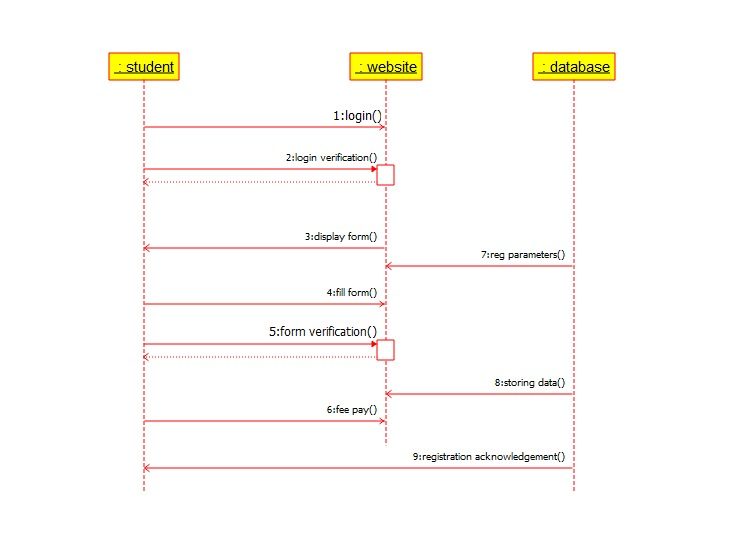 : student
: website
: database
1:login()
2:login verification()
3:display form()
7:reg parameters()
4:fill form()
5:form verification()
8:storing data()
6:fee pay()
9:registration acknowledgement()